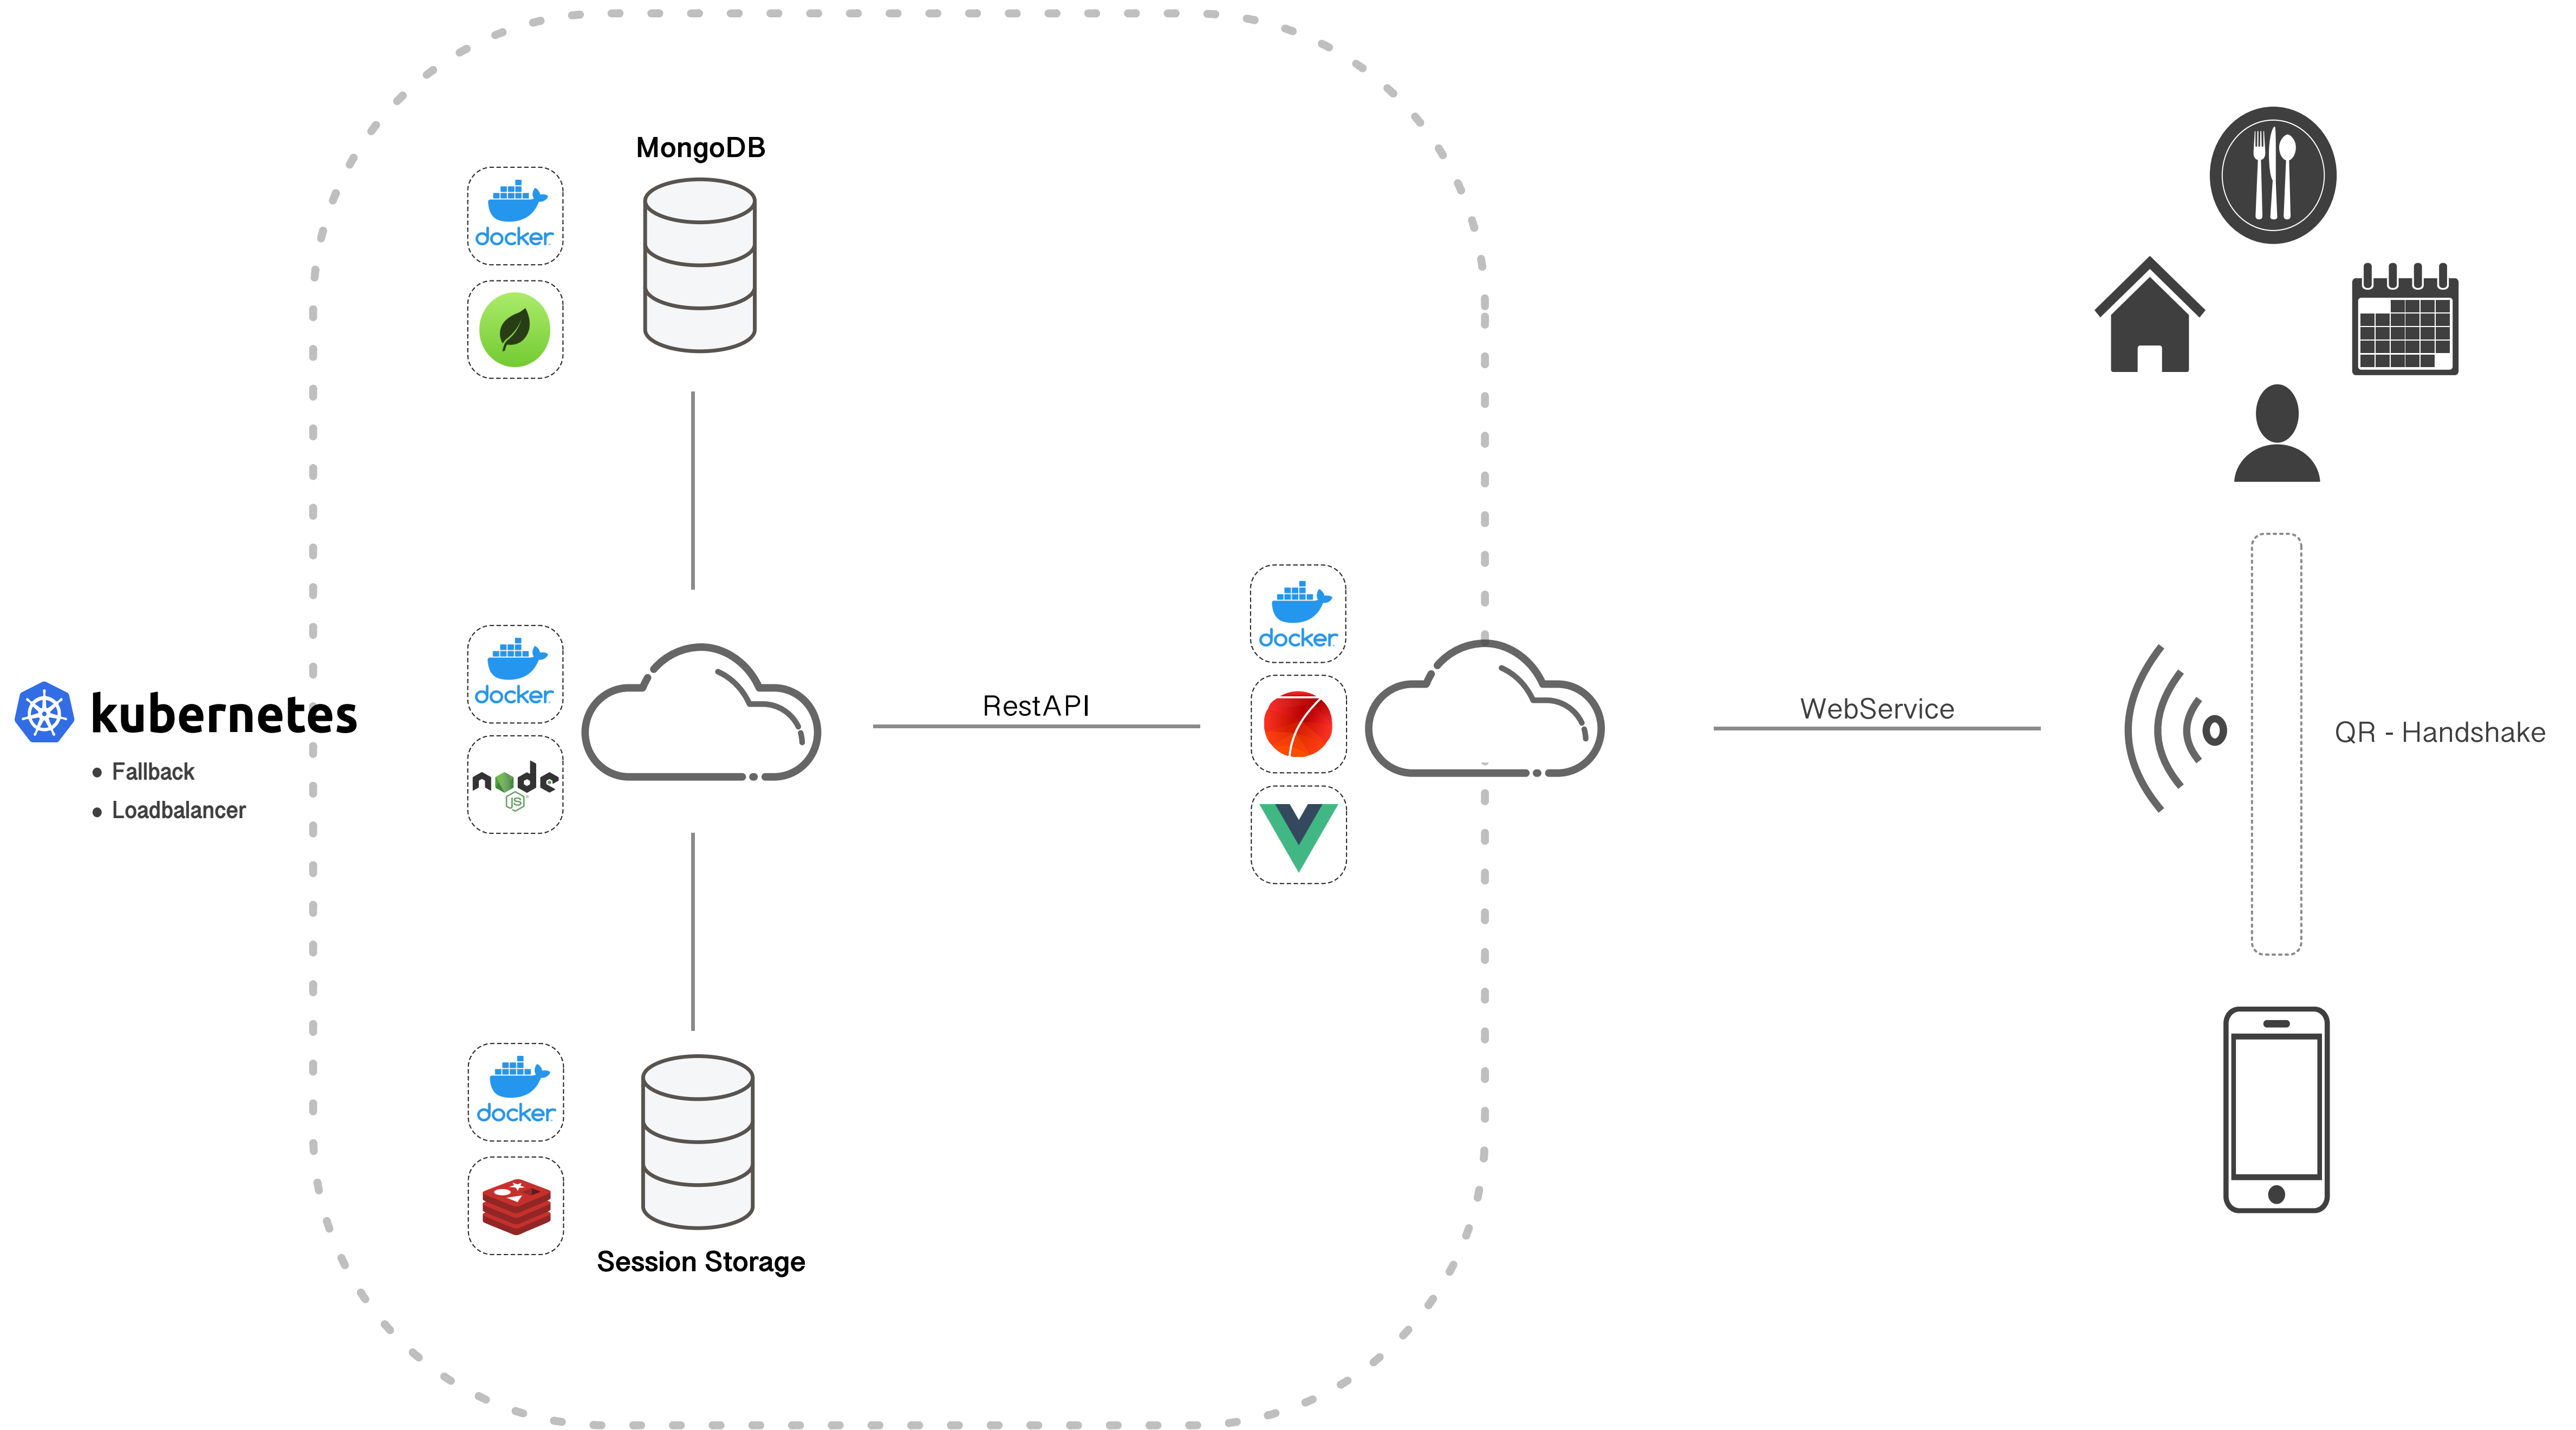 MongoDB
docker
docker
docker
node
JS
RestAPI
WebService
kubernetes
• Fallback
• Loadbalancer
QR - Handshake
docker
Session Storage